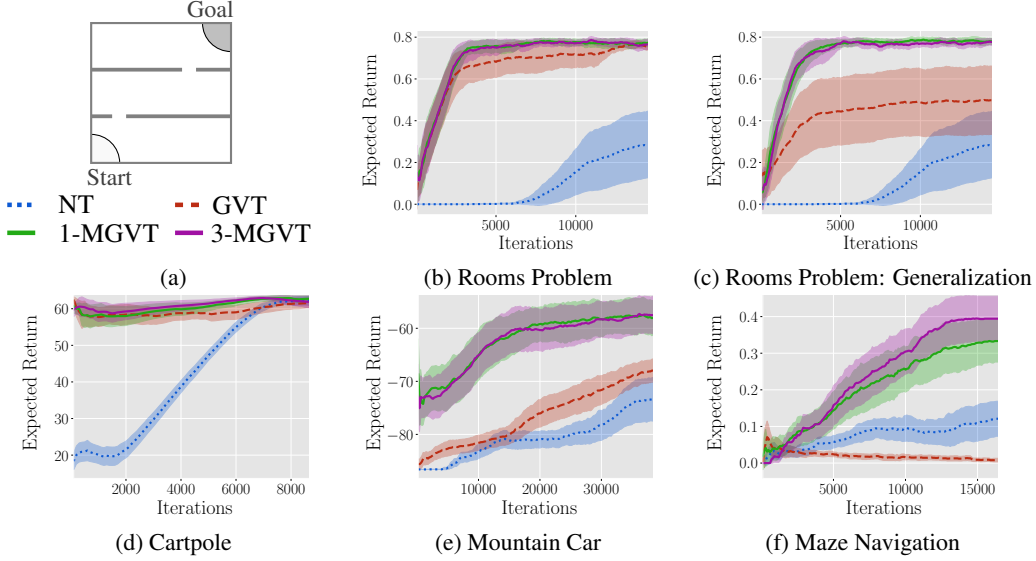 Goal
Start
NT
GVT
1-MGVT
3-MGVT
(a)
Expected Return
0.8
0.6
0.4
0.2
0.0
5000
10000
Iterations
(b) Rooms Problem
Expected Return
0.8
0.6
0.4
0.2
0.0
5000
10000
Iterations
(c) Rooms Problem: Generalization
Expected Return
60
50
40
30
20
2000
4000
6000
8000
Iterations
(d) Cartpole
Expected Return
−60
−70
−80
10000
20000
30000
Iterations
(e) Mountain Car
Expected Return
0.4
0.3
0.2
0.1
0.0
5000
10000
15000
Iterations
(f) Maze Navigation